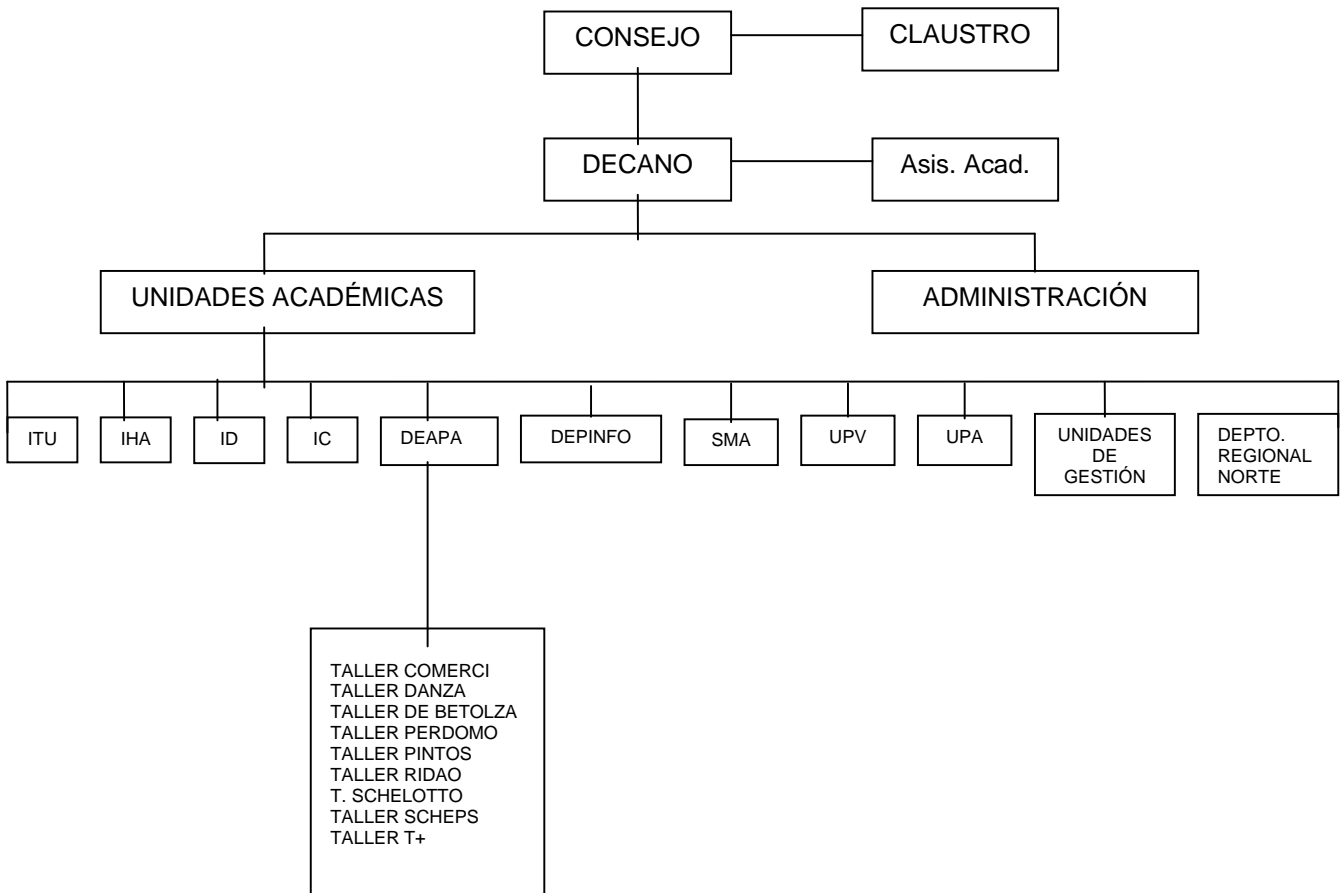 CONSEJO
CLAUSTRO
DECANO
Asis. Acad.
UNIDADES ACADÉMICAS
ADMINISTRACIÓN
ITU
IHA
ID
IC
DEAPA
DEPINFO
SMA
UPV
UPA
UNIDADES
DE
GESTIÓN
DEPTO.
REGIONAL
NORTE
TALLER COMERCI
TALLER DANZA
TALLER DE BETOLZA
TALLER PERDOMO
TALLER PINTOS
TALLER RIDAO
T. SCHELOTTO
TALLER SCHEPS
TALLER T+